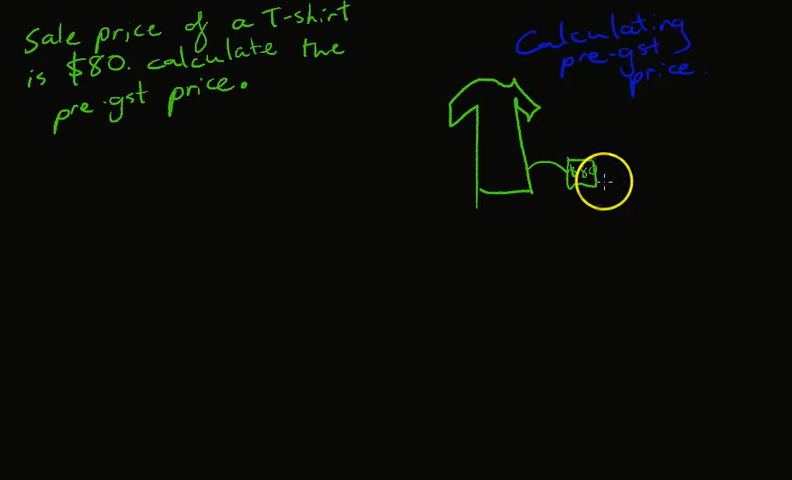 Sale price of a T-shirt
is $80. calculate the
pre-gst price.
Calculating
pre-gst
price.
$80